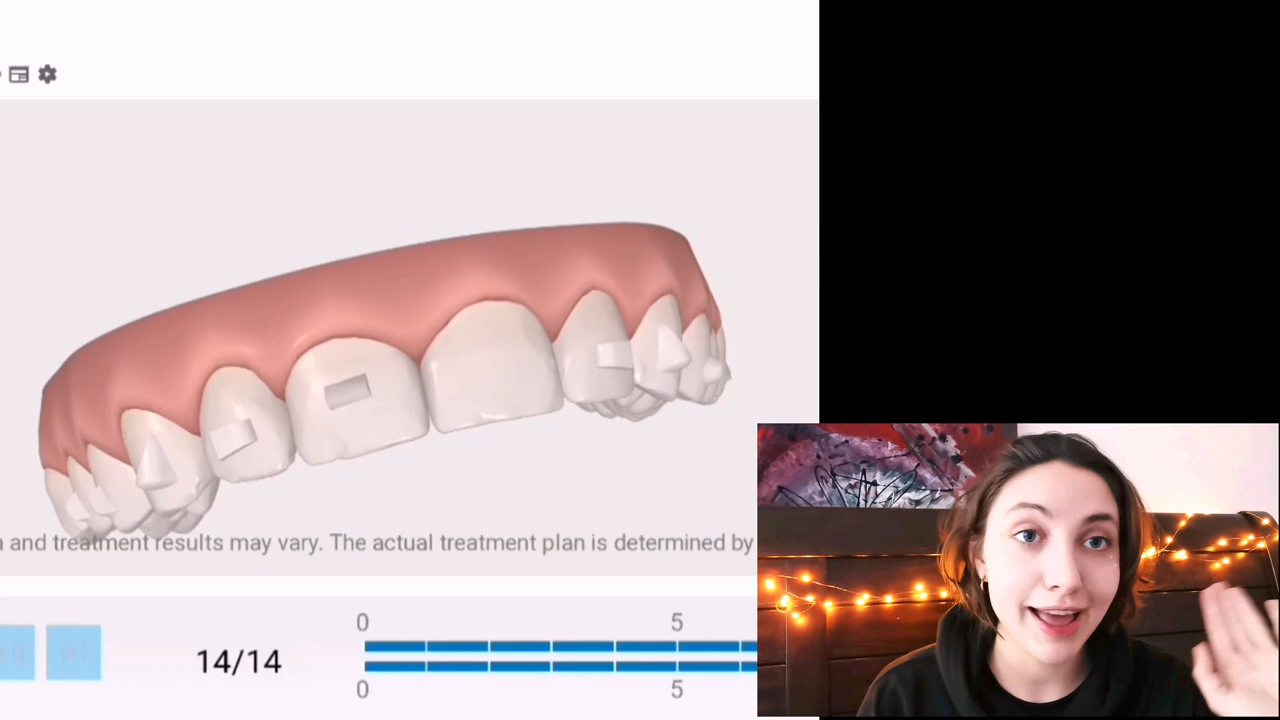 and treatment results may vary. The actual treatment plan is determined by
0 5
14/14
0 5